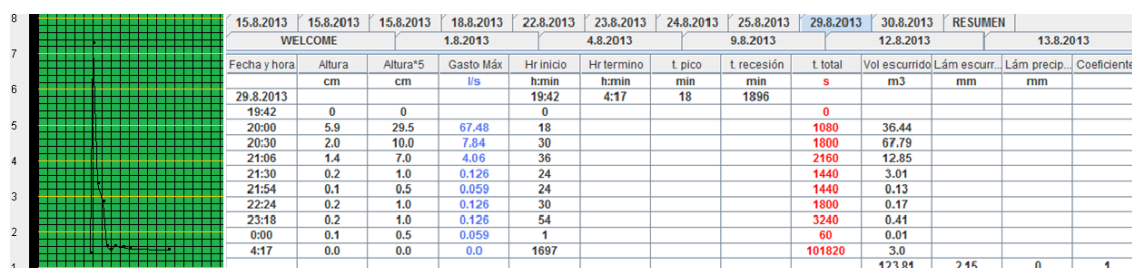 8
7
6
5
4
3
2
1
15.8.2013 15.8.2013 15.8.2013 18.8.2013 22.8.2013 23.8.2013 24.8.2013 25.8.2013 29.8.2013 30.8.2013 RESUMEN
WELCOME 1.8.2013 4.8.2013 9.8.2013 12.8.2013 13.8.2013
Fecha y hora Altura Altura*5 Gasto Máx Hr inicio Hr termino t. pico t. recesión t. total Vol escurrido Lám escurr... Lám precip... Coeficiente
cm cm l/s h:min h:min min min s m3 mm mm
29.8.2013 19:42 4:17 18 1896
19:42 0 0 0 0
20:00 5.9 29.5 67.48 18 1080 36.44
20:30 2.0 10.0 7.84 30 1800 67.79
21:06 1.4 7.0 4.06 36 2160 12.85
21:30 0.2 1.0 0.126 24 1440 3.01
21:54 0.1 0.5 0.059 24 1440 0.13
22:24 0.2 1.0 0.126 30 1800 0.17
23:18 0.2 1.0 0.126 54 3240 0.41
0:00 0.1 0.5 0.059 1 60 0.01
4:17 0.0 0.0 0.0 1697 101820 3.0
123.81 2.15 0 1